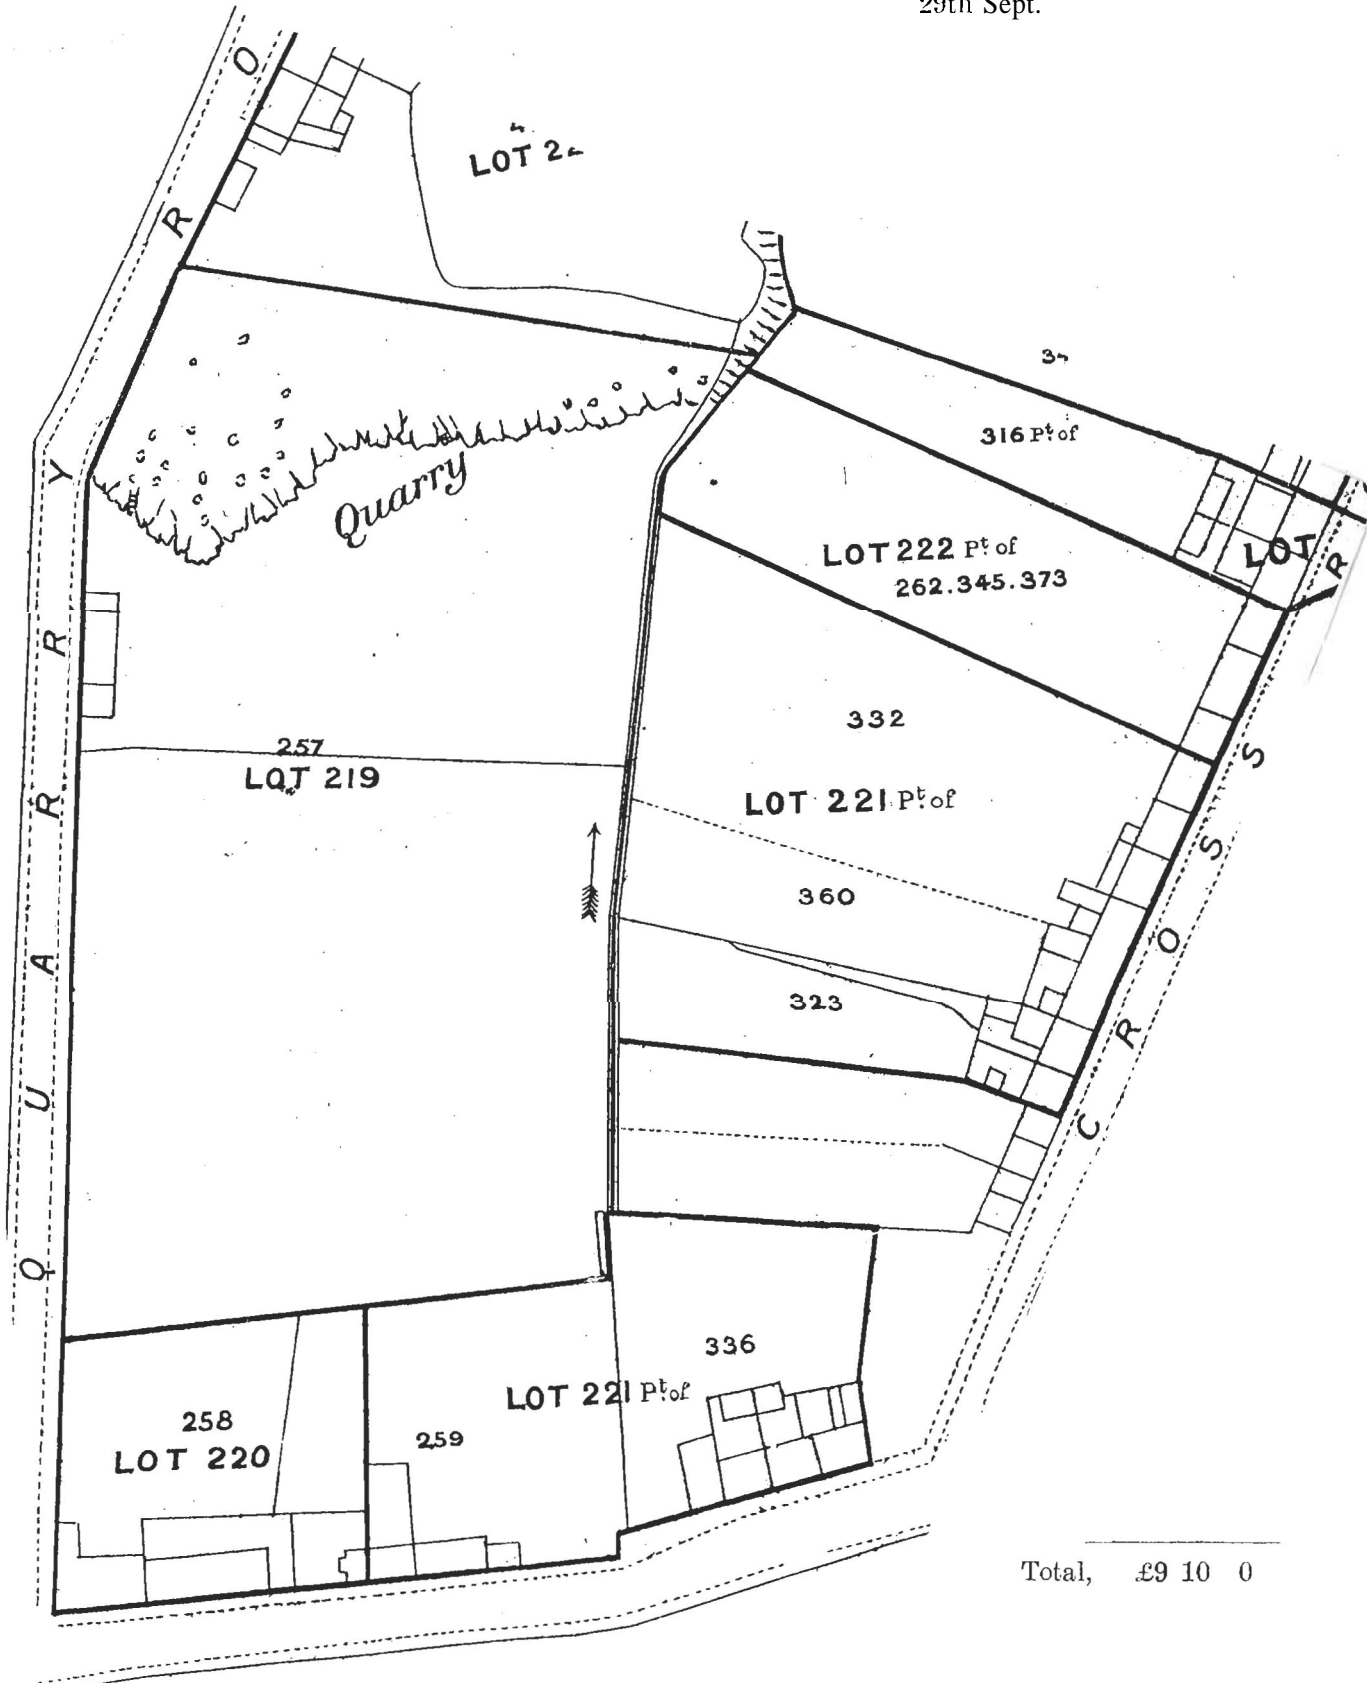 29th Sept.
LOT 2
316 Pt. of
LOT 222 Pt. of
262.345.373
LOT
Quarry
332
257
LOT 219
LOT 221 Pt. of
360
323
336
LOT 221 Pt. of
258
LOT 220
259
QUARRY RO
CROSS R
Total, £9 10 0